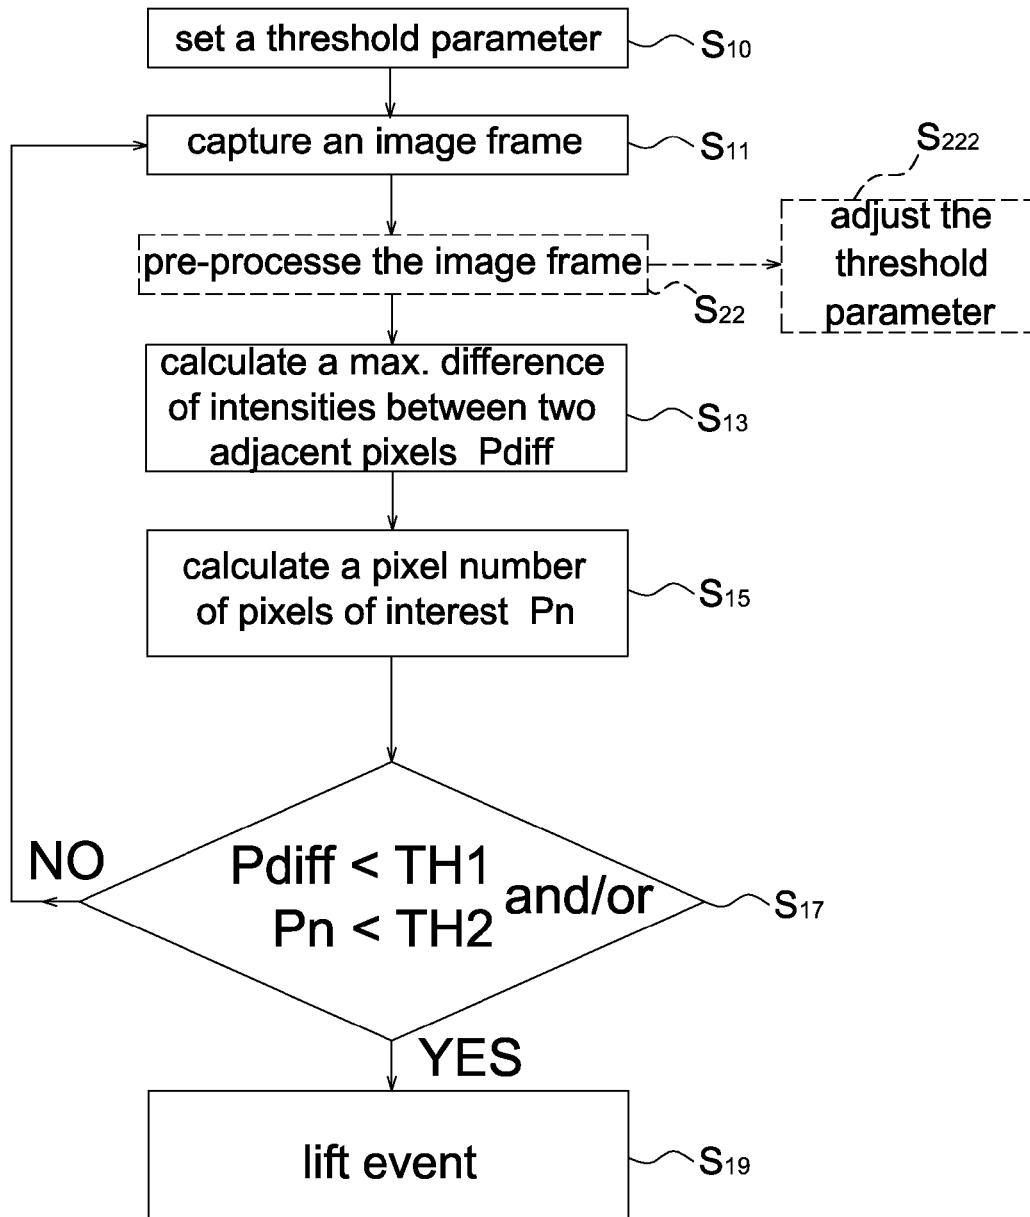 set a threshold parameter
S10
capture an image frame
S11
S222
adjust the
threshold
parameter
pre-processe the image frame
S22
calculate a max. difference
of intensities between two
adjacent pixels Pdiff
S13
calculate a pixel number
of pixels of interest Pn
S15
NO
Pdiff < TH1
and/or
Pn < TH2
S17
YES
lift event
S19